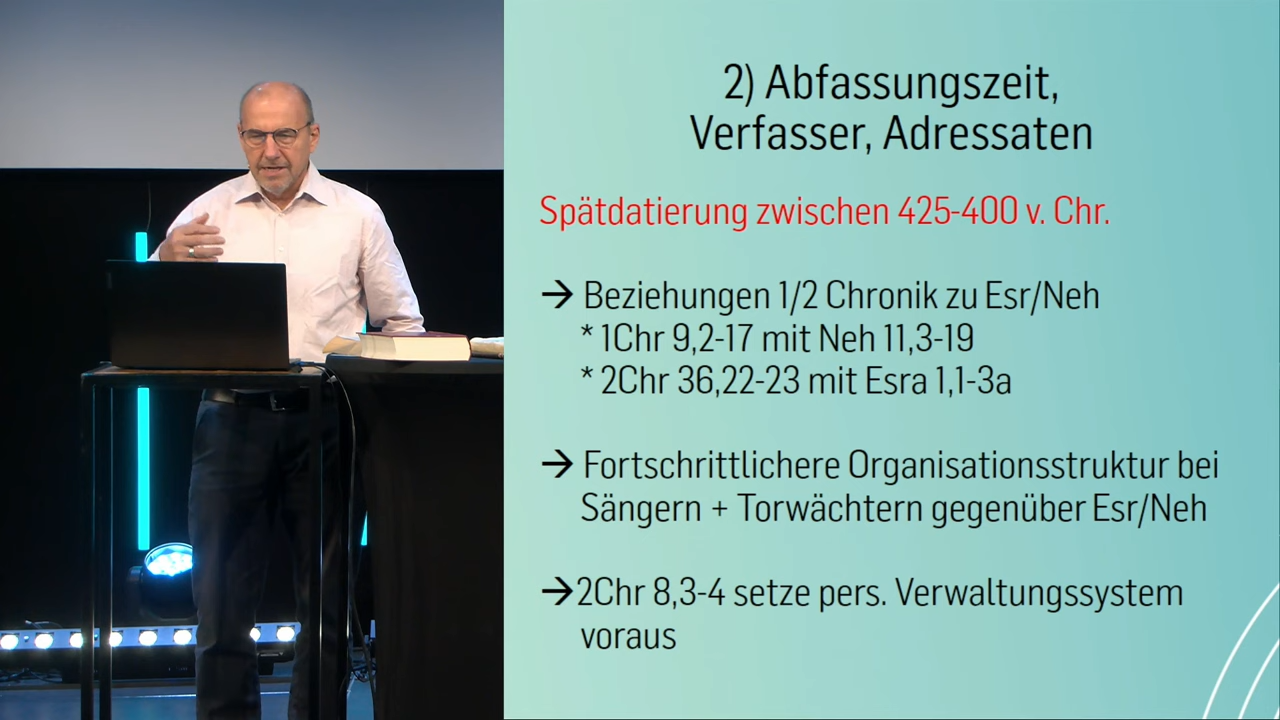 2) Abfassungszeit,
Verfasser, Adressaten
Spätdatierung zwischen 425-400 v. Chr.
→ Beziehungen 1/2 Chronik zu Esr/Neh
* 1Chr 9,2-17 mit Neh 11,3-19
* 2Chr 36,22-23 mit Esra 1,1-3a
→ Fortschrittlichere Organisationsstruktur bei
Sängern + Torwächtern gegenüber Esr/Neh
→2Chr 8,3-4 setze pers. Verwaltungssystem
voraus